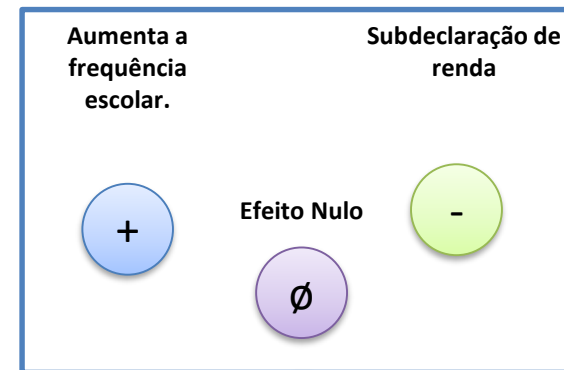 Aumenta a
frequência
escolar.
Subdeclaração de
renda
+
Efeito Nulo
-
Ø